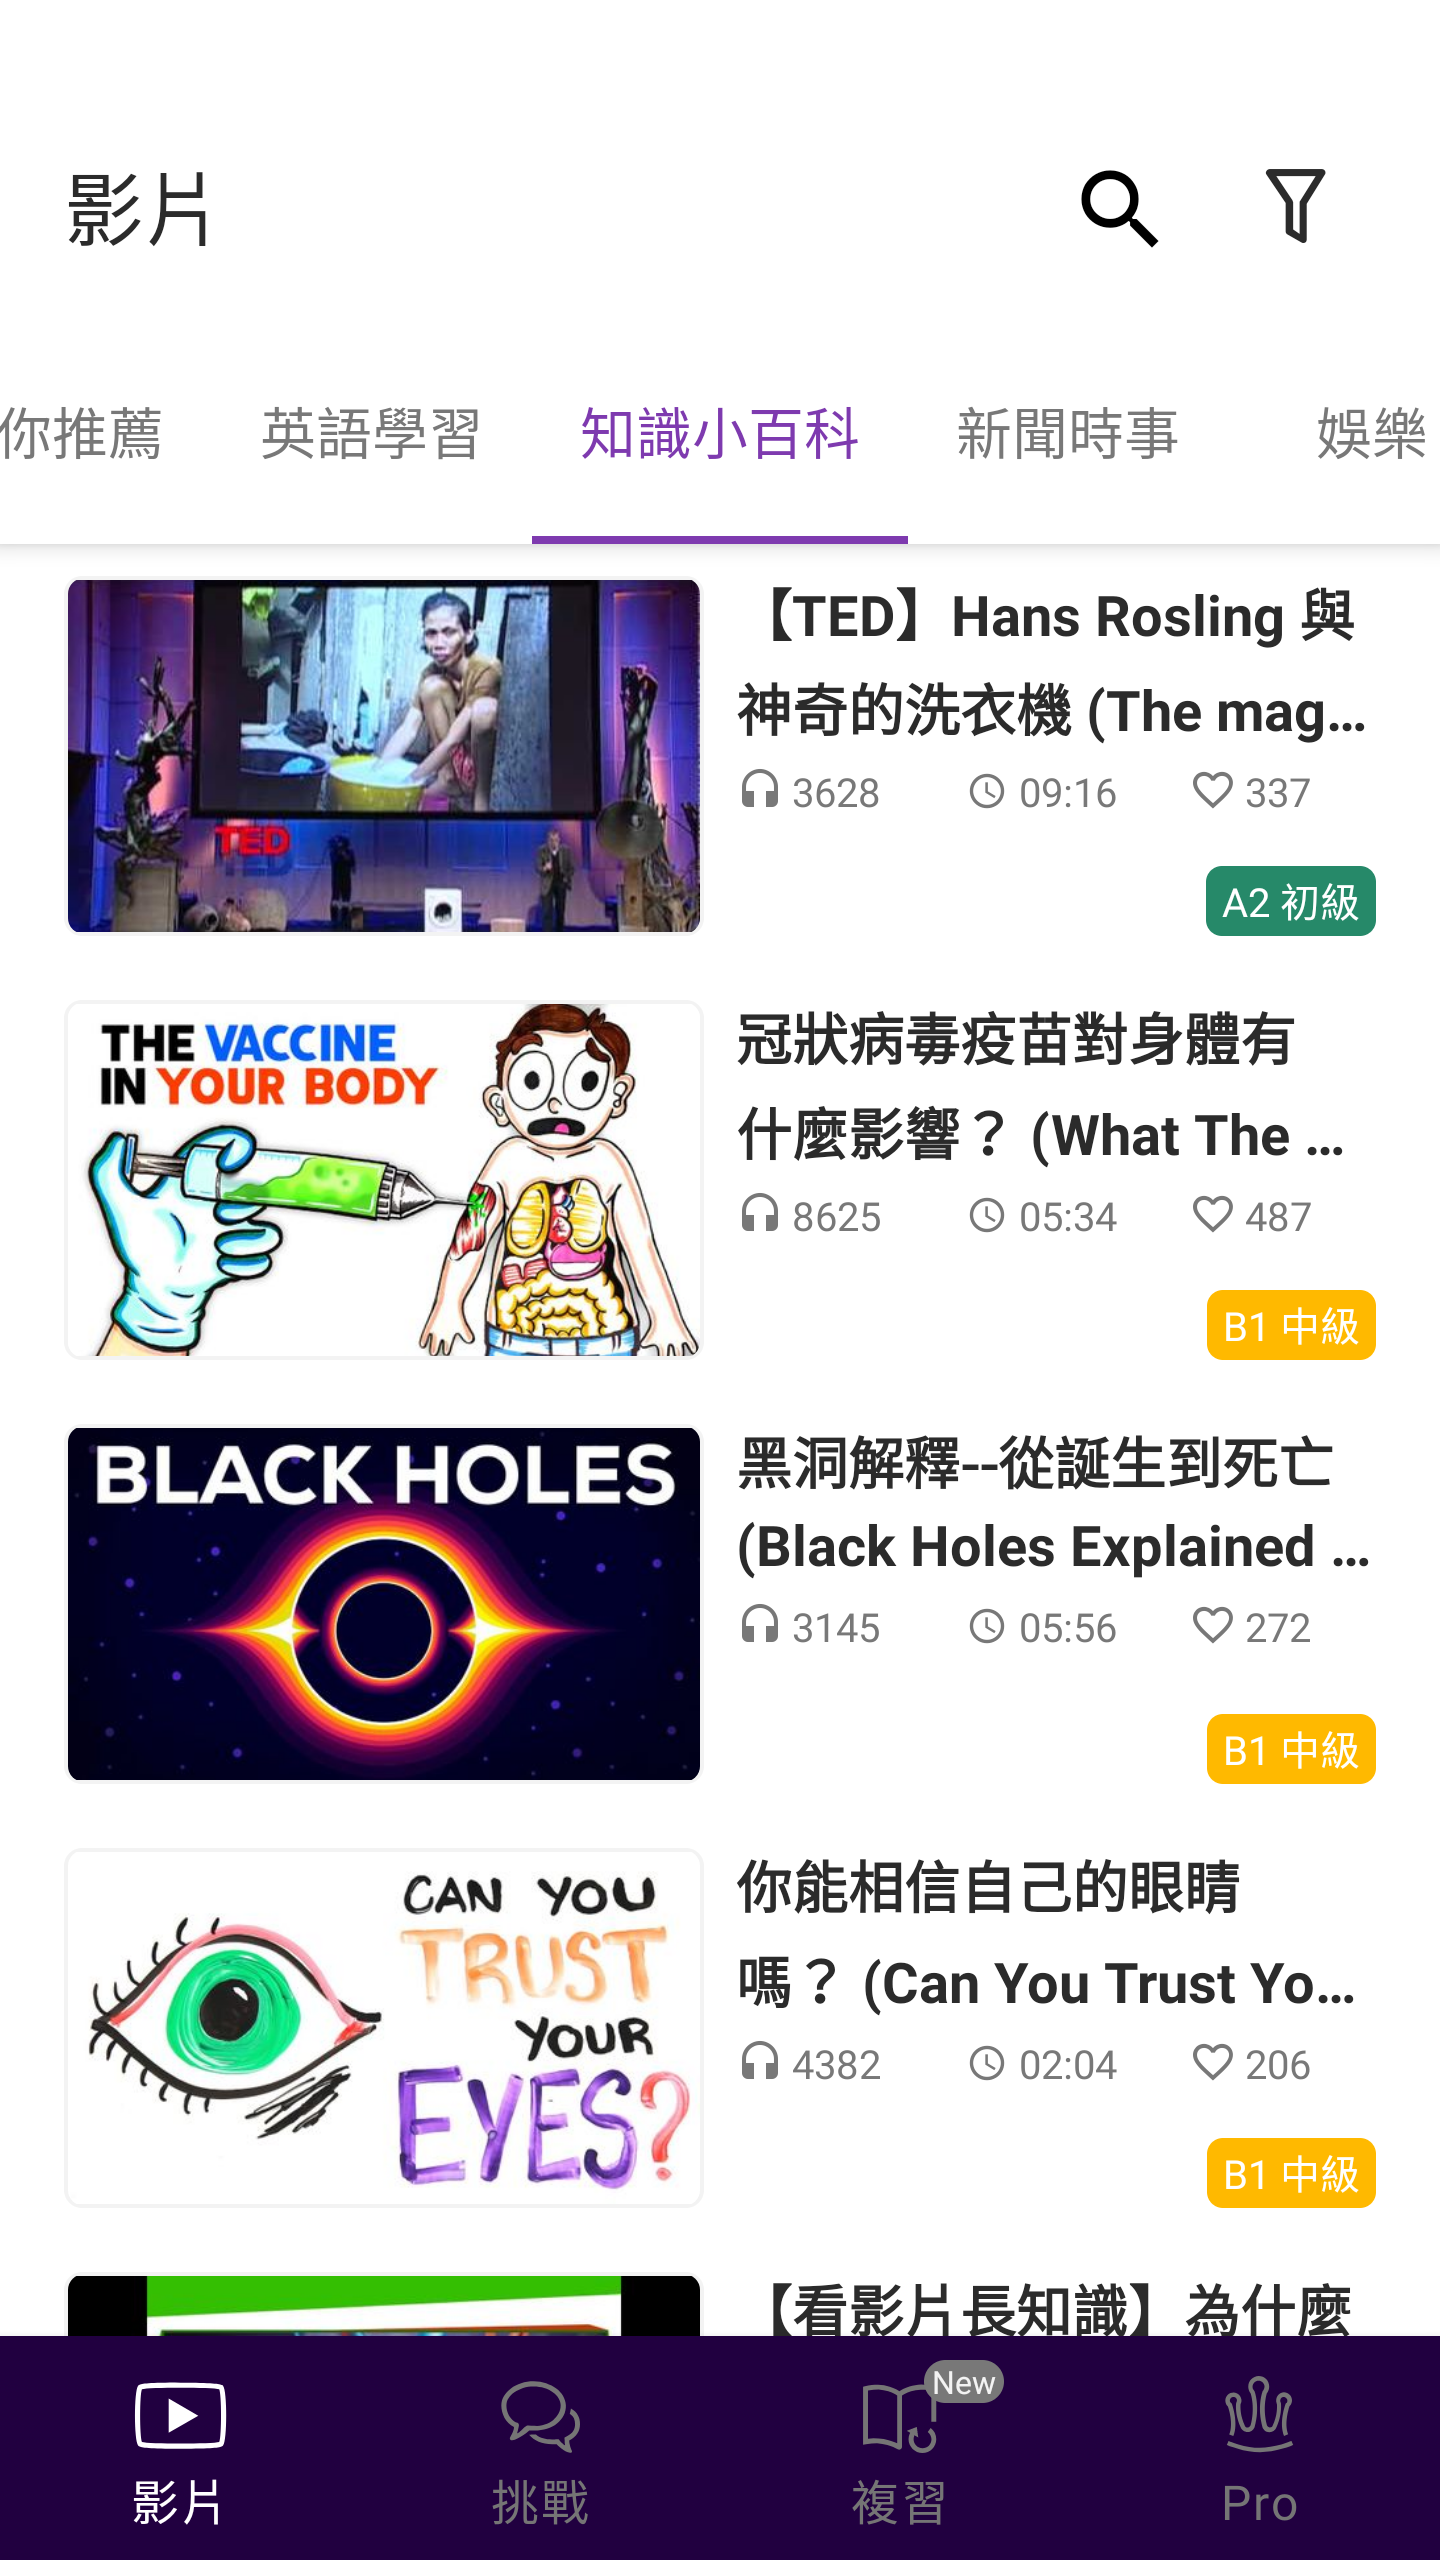 影片
你推薦
英語學習
知識小百科
新聞時事
娛樂
TED
【TED】Hans Rosling 與
神奇的洗衣機 (The mag...
3628
09:16
337
A2 初級
THE VACCINE
IN YOUR BODY
冠狀病毒疫苗對身體有
什麼影響？ (What The ...
8625
05:34
487
B1 中級
BLACK HOLES
黑洞解釋--從誕生到死亡
(Black Holes Explained ...
3145
05:56
272
B1 中級
CAN YOU
TRUST
YOUR
EYES?
你能相信自己的眼睛
嗎？ (Can You Trust Yo...
4382
02:04
206
B1 中級
【看影片長知識】為什麼
影片
挑戰
New
複習
Pro